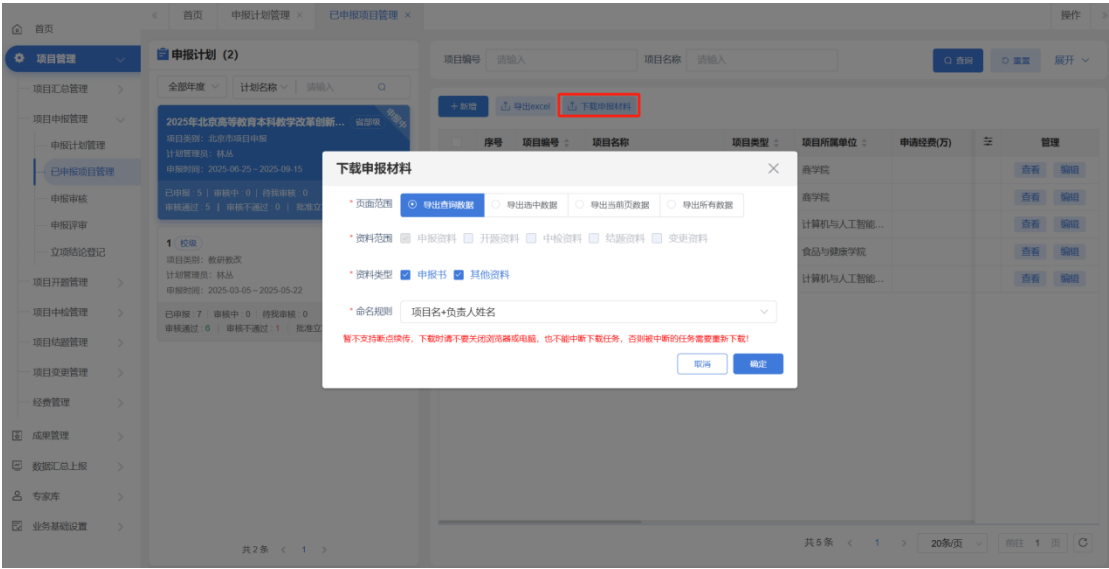 首页
项目管理
项目汇总管理
项目申报管理
申报计划管理
已申报项目管理
申报审核
申报评审
立项结论登记
项目开题管理
项目中检管理
项目结题管理
项目变更管理
经费管理
成果管理
数据汇总上报
专家库
业务基础设置
首页 申报计划管理 × 已申报项目管理 × 操作
申报计划 (2)
全部年度 计划名称 请输入
2025年北京高等教育本科教学改革创新... 省部级 申报中
项目类别: 北京市项目申报
计划管理员: 林丛
申报时间: 2025-06-25 ~ 2025-09-15
已申报 : 5 | 审核中 : 0 | 待我审核 : 0
审核通过 : 5 | 审核不通过 : 0 | 批准立
1 校级
项目类别: 教研教改
计划管理员: 林丛
申报时间: 2025-03-05 ~ 2025-05-22
已申报 : 7 | 审核中 : 0 | 待我审核 : 0
审核通过 : 6 | 审核不通过 : 1 | 批准立
共 2 条 < 1 >
项目编号 请输入 项目名称 请输入 查询 重置 展开
+ 新增 导出excel 下载申报材料
序号 项目编号 项目名称 项目类型 项目所属单位 申请经费(万) 管理
商学院 查看 编辑
商学院 查看 编辑
计算机与人工智能... 查看 编辑
食品与健康学院 查看 编辑
计算机与人工智能... 查看 编辑
共 5 条 < 1 > 20条/页 前往 1 页
下载申报材料
* 页面范围 导出查询数据 导出选中数据 导出当前页数据 导出所有数据
* 资料范围 申报资料 开题资料 中检资料 结题资料 变更资料
* 资料类型 申报书 其他资料
* 命名规则 项目名+负责人姓名
暂不支持断点续传，下载时请不要关闭浏览器或电脑，也不能中断下载任务，否则被中断的任务需要重新下载!
取消 确定